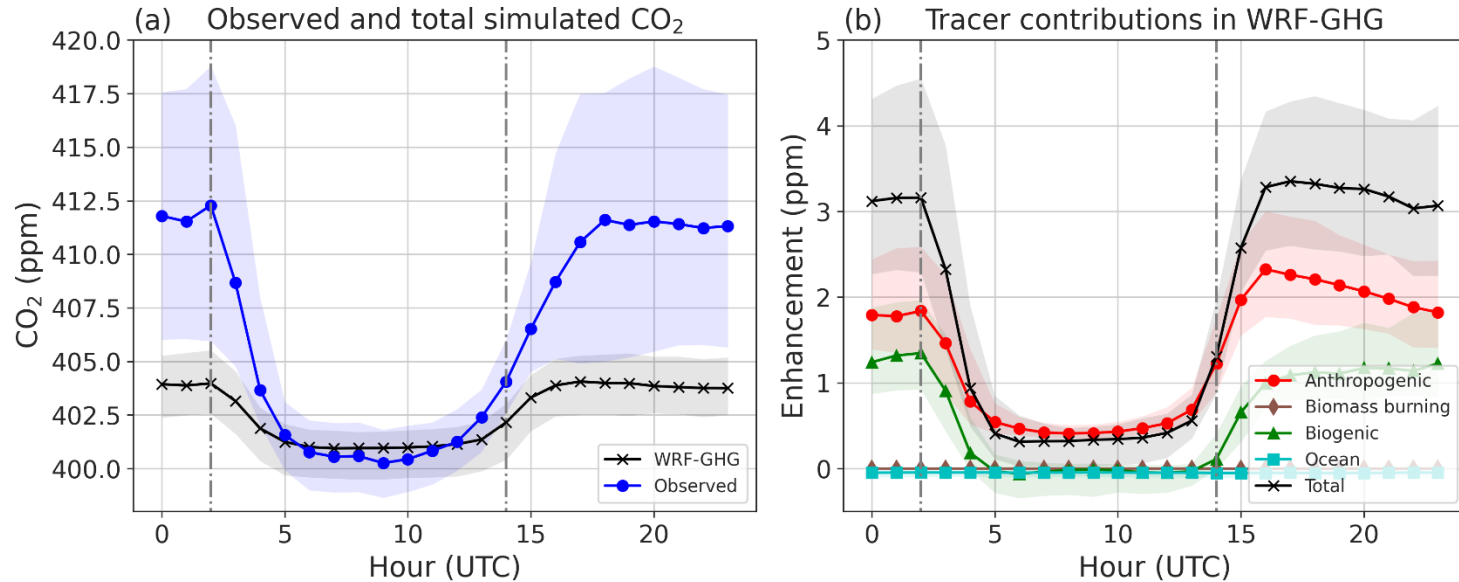 (a) Observed and total simulated CO₂
CO₂ (ppm)
420.0
417.5
415.0
412.5
410.0
407.5
405.0
402.5
400.0
WRF-GHG
Observed
0 5 10 15 20
Hour (UTC)
(b) Tracer contributions in WRF-GHG
Enhancement (ppm)
5
4
3
2
1
0
Anthropogenic
Biomass burning
Biogenic
Ocean
Total
0 5 10 15 20
Hour (UTC)